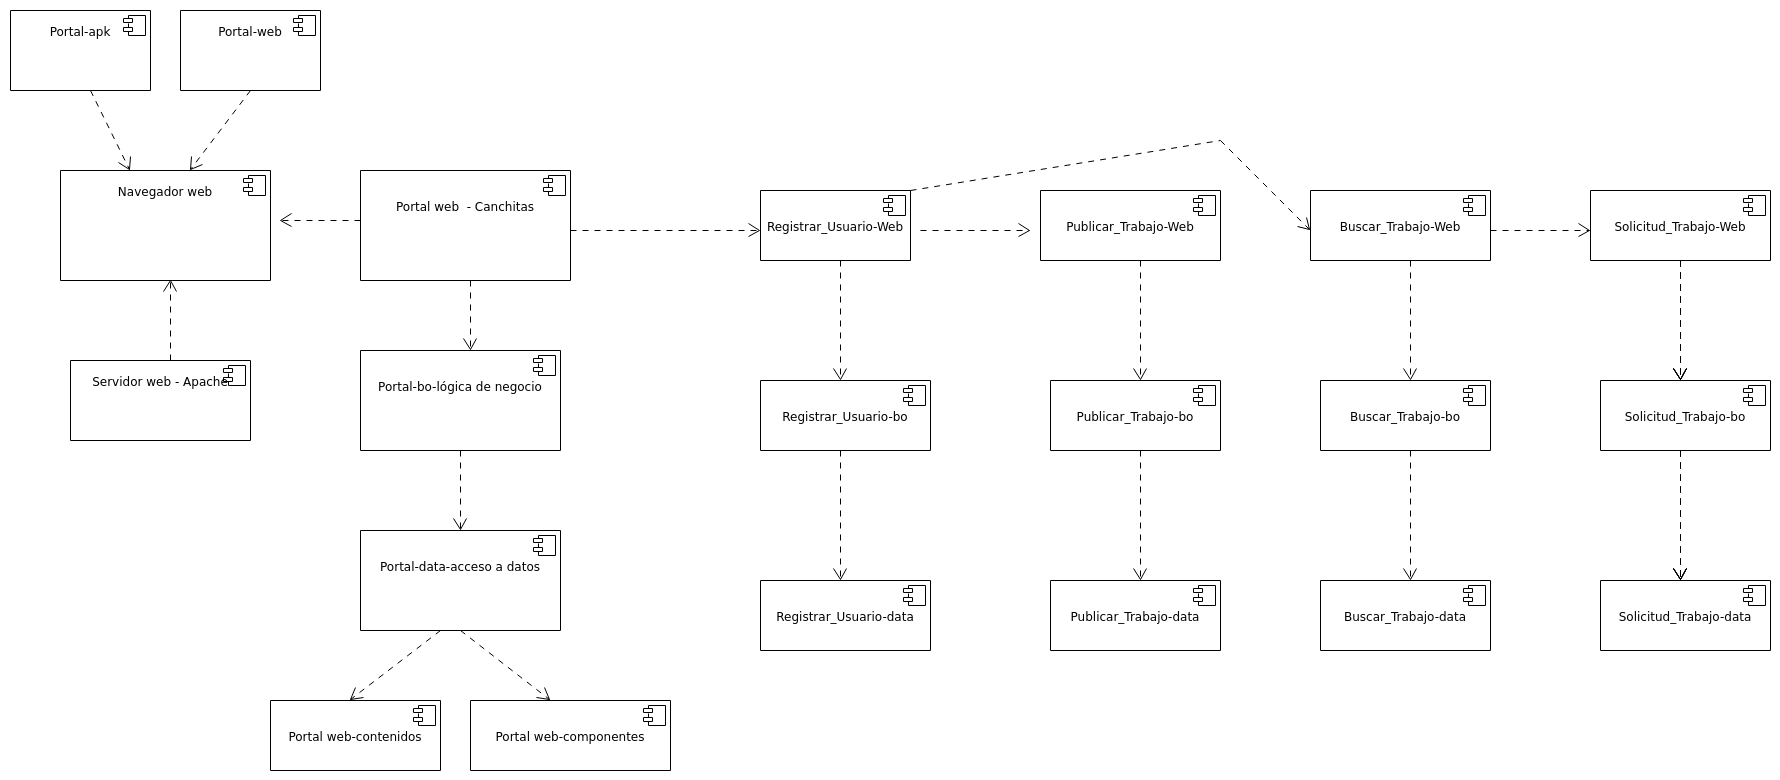 Portal-apk
Portal-web
Navegador web
Portal web  - Canchitas
Registrar_Usuario-Web
Publicar_Trabajo-Web
Buscar_Trabajo-Web
Solicitud_Trabajo-Web
Servidor web - Apache
Portal-bo-lógica de negocio
Registrar_Usuario-bo
Publicar_Trabajo-bo
Buscar_Trabajo-bo
Solicitud_Trabajo-bo
Portal-data-acceso a datos
Registrar_Usuario-data
Publicar_Trabajo-data
Buscar_Trabajo-data
Solicitud_Trabajo-data
Portal web-contenidos
Portal web-componentes